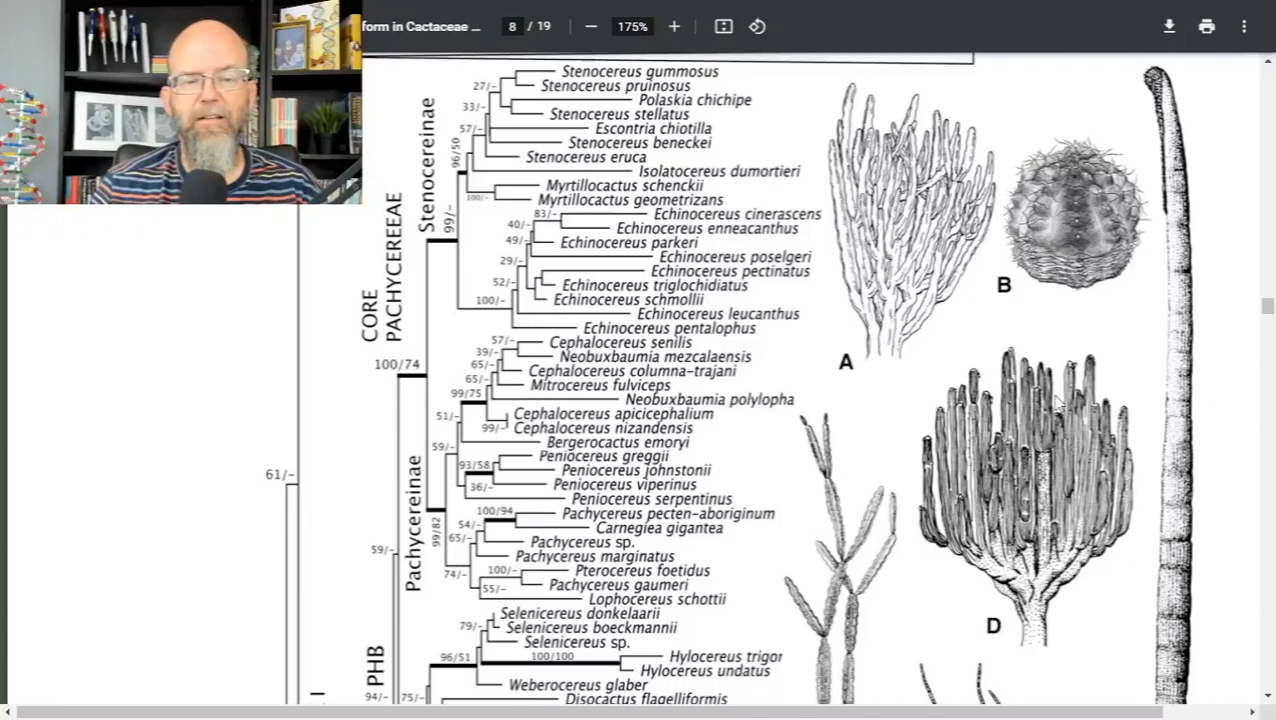 form in Cactaceae ...
8 / 19
175%
Stenocereus gummosus
27/-
Stenocereus pruinosus
Polaskia chichipe
33/-
Stenocereus stellatus
57/-
Escontria chiotilla
Stenocereus beneckei
96/50
Stenocereus eruca
Isolatocereus dumortieri
Myrtillocactus schenckii
100/-
Myrtillocactus geometrizans
Stenocereinae
99/-
83/-
Echinocereus cinerascens
40/-
Echinocereus enneacanthus
49/-
Echinocereus parkeri
Echinocereus poselgeri
29/-
Echinocereus pectinatus
52/-
Echinocereus triglochidiatus
100/-
Echinocereus schmollii
Echinocereus leucanthus
Echinocereus pentalophus
CORE
PACHYCEREEAE
100/74
57/-
Cephalocereus senilis
39/-
Neobuxbaumia mezcalaensis
65/-
Cephalocereus columna-trajani
65/-
Mitrocereus fulviceps
99/75
Neobuxbaumia polylopha
Cephalocereus apicicephalium
51/-
99/-
Cephalocereus nizandensis
59/-
Bergerocactus emoryi
Peniocereus greggii
93/58
Peniocereus johnstonii
36/-
Peniocereus viperinus
Peniocereus serpentinus
Pachycereinae
99/82
100/94
Pachycereus pecten-aboriginum
54/-
Carnegiea gigantea
65/-
Pachycereus sp.
Pachycereus marginatus
74/-
100/-
Pterocereus foetidus
55/-
Pachycereus gaumeri
Lophocereus schottii
61/-
59/-
PHB
94/-
75/-
Selenicereus donkelaarii
79/-
Selenicereus boeckmannii
Selenicereus sp.
96/51
100/100
Hylocereus trigor
Hylocereus undatus
Weberocereus glaber
Disocactus flagelliformis
A
B
D